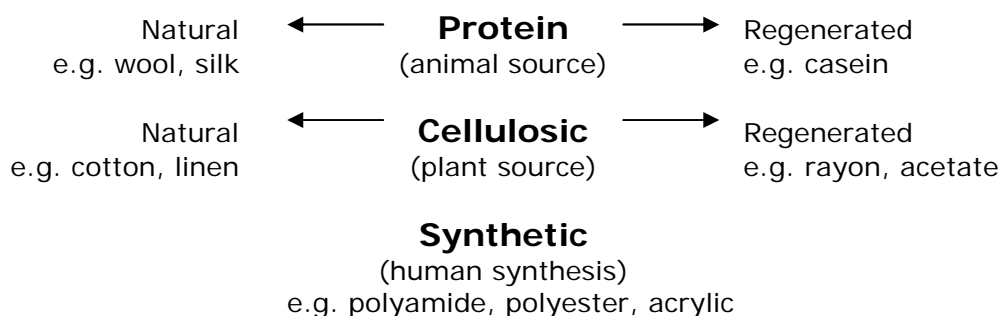 Natural Protein Regenerated
e.g. wool, silk (animal source) e.g. casein
Natural Cellulosic Regenerated
e.g. cotton, linen (plant source) e.g. rayon, acetate
Synthetic
(human synthesis)
e.g. polyamide, polyester, acrylic